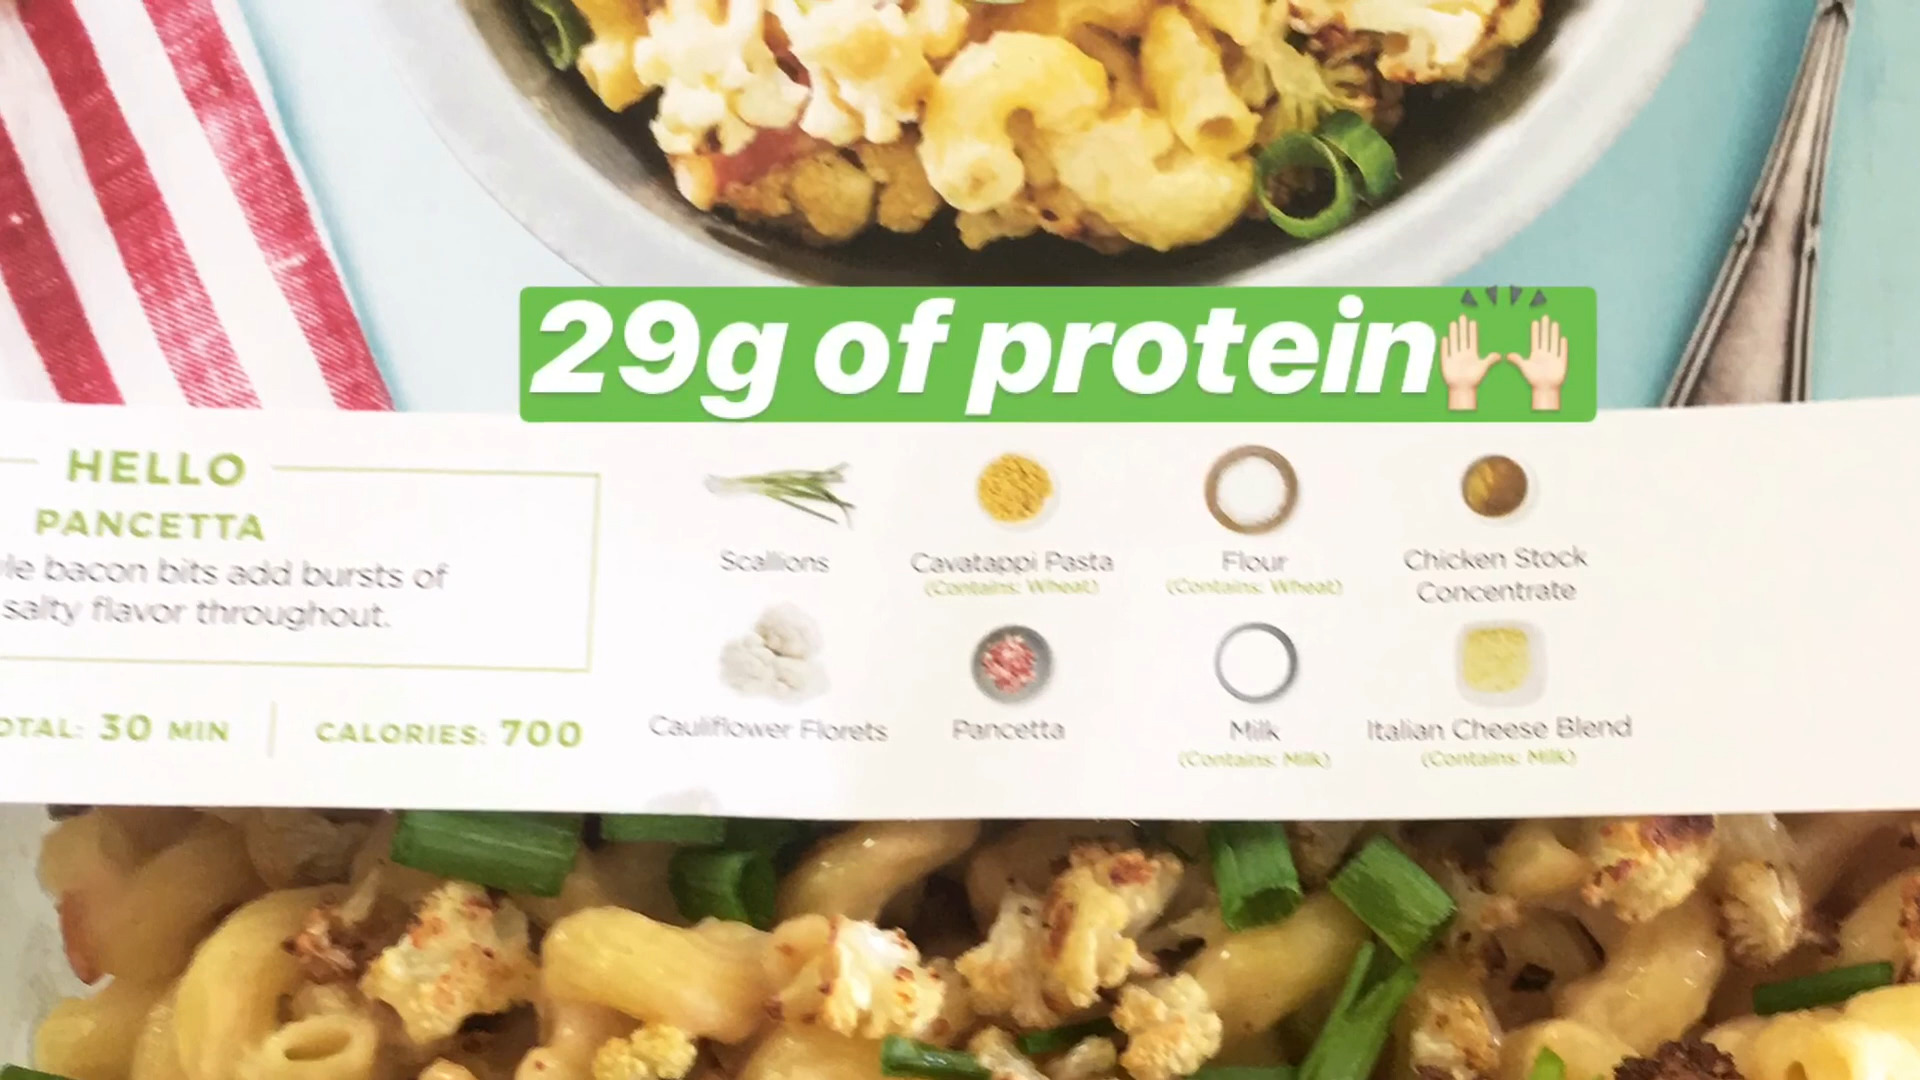 29g of protein🙌
HELLO
PANCETTA
bacon bits add bursts of
salty flavor throughout.
30 MIN
CALORIES: 700
Scallions
Cavatappi Pasta
(Contains: Wheat)
Flour
(Contains: Wheat)
Chicken Stock
Concentrate
Cauliflower Florets
Pancetta
Milk
(Contains: Milk)
Italian Cheese Blend
(Contains: Milk)